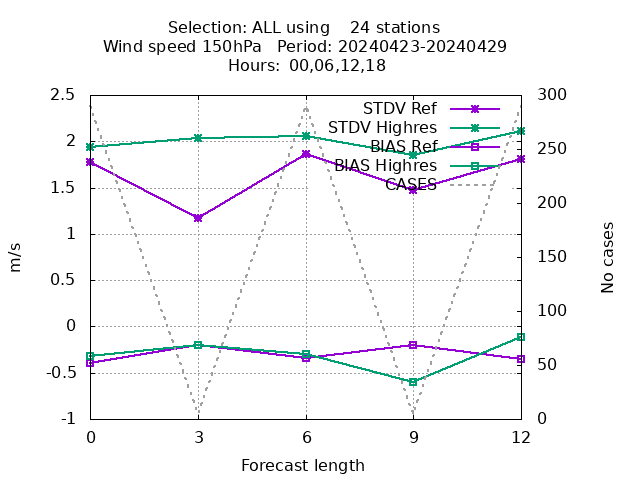 Selection: ALL using    24 stations
Wind speed 150hPa   Period: 20240423-20240429
Hours: 00,06,12,18
STDV Ref
STDV Highres
BIAS Ref
BIAS Highres
CASES
2.5
2
1.5
1
0.5
0
-0.5
-1
300
250
200
150
100
50
0
m/s
No cases
0 3 6 9 12
Forecast length